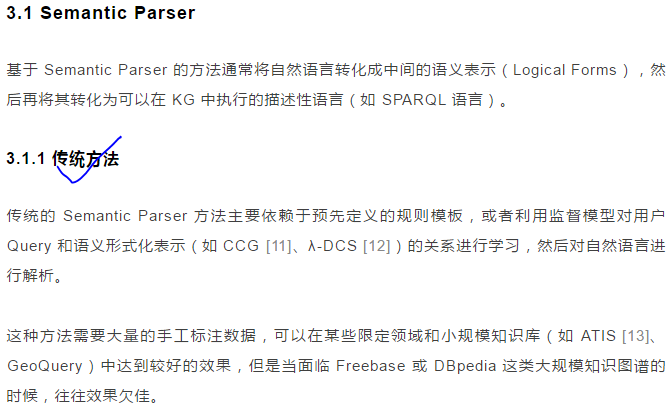 3.1 Semantic Parser
基于 Semantic Parser 的方法通常将自然语言转化成中间的语义表示（Logical Forms），然
后再将其转化为可以在 KG 中执行的描述性语言（如 SPARQL 语言）。
3.1.1 传统方法
传统的 Semantic Parser 方法主要依赖于预先定义的规则模板，或者利用监督模型对用户
Query 和语义形式化表示（如 CCG [11]、λ-DCS [12]）的关系进行学习，然后对自然语言进
行解析。
这种方法需要大量的手工标注数据，可以在某些限定领域和小规模知识库（如 ATIS [13]、
GeoQuery）中达到较好的效果，但是当面临 Freebase 或 DBpedia 这类大规模知识图谱的
时候，往往效果欠佳。